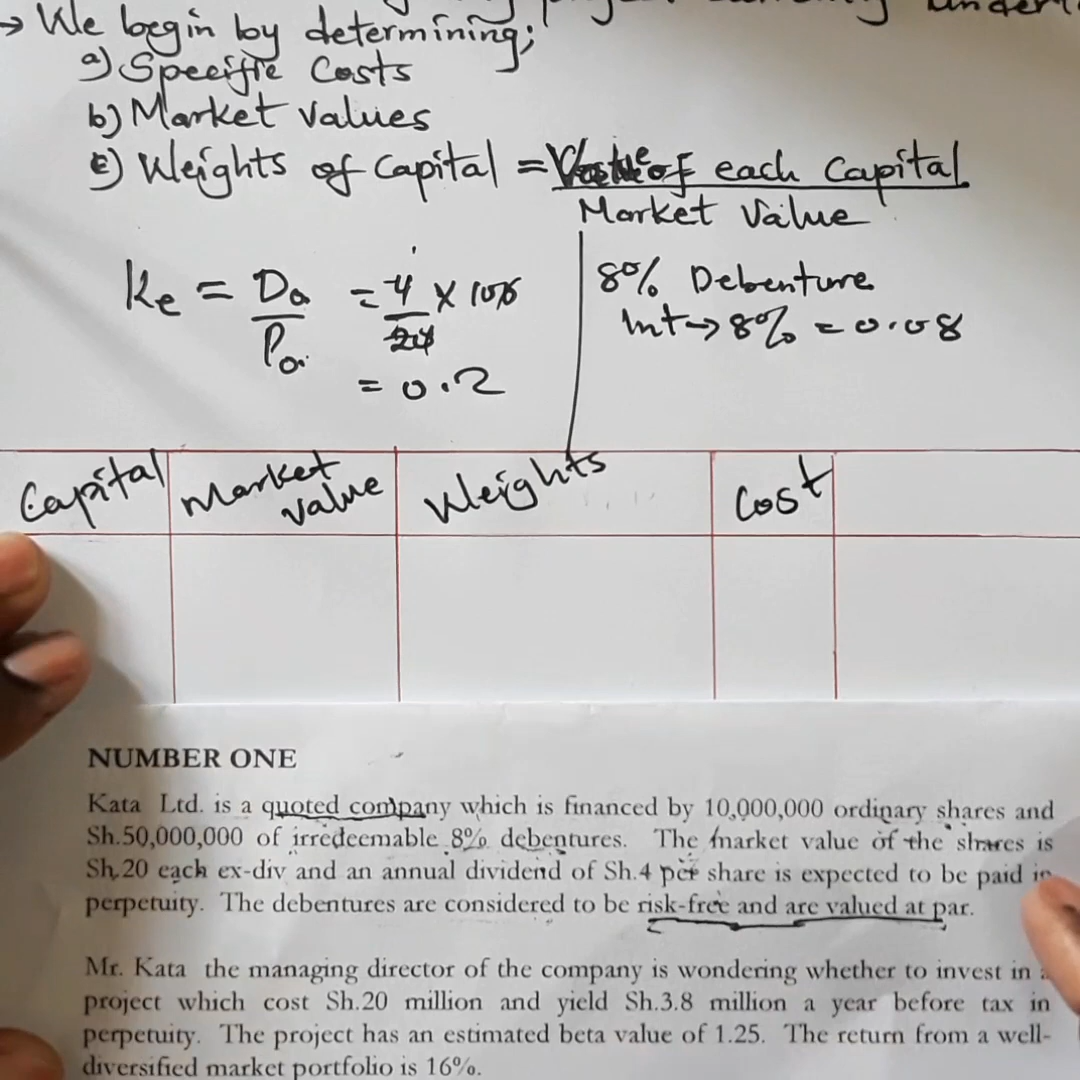 → We begin by determining;
a) Specific Costs
b) Market values
c) Weights of Capital = Value of each Capital
Market Value
Ke = Do = 4 × 100
Po. 20
= 0.2
8% Debenture
Int → 8% = 0.08
Capital Market Value Weights Cost
NUMBER ONE
Kata Ltd. is a quoted company which is financed by 10,000,000 ordinary shares and
Sh.50,000,000 of irredeemable 8% debentures. The market value of the shares is
Sh.20 each ex-div and an annual dividend of Sh.4 per share is expected to be paid in
perpetuity. The debentures are considered to be risk-free and are valued at par.
Mr. Kata the managing director of the company is wondering whether to invest in a
project which cost Sh.20 million and yield Sh.3.8 million a year before tax in
perpetuity. The project has an estimated beta value of 1.25. The return from a well-
diversified market portfolio is 16%.